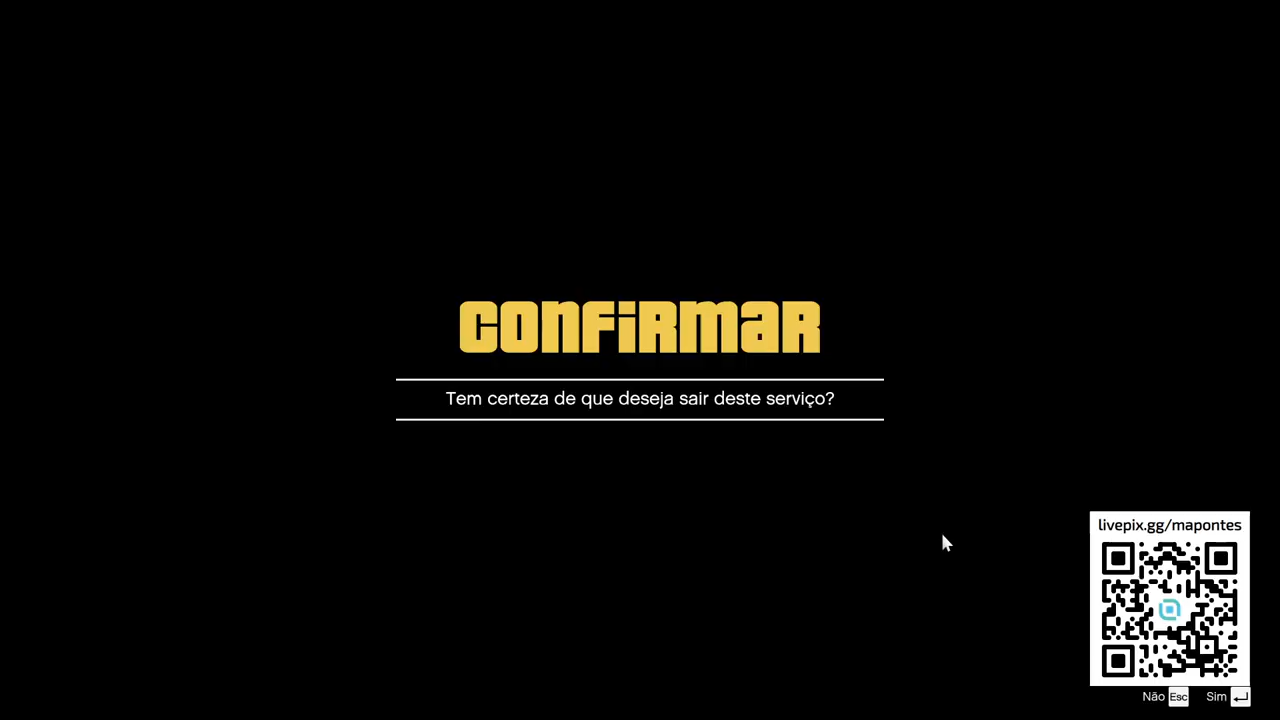 CONFIRMAR
Tem certeza de que deseja sair deste serviço?
livepix.gg/mapontes
Não Esc Sim